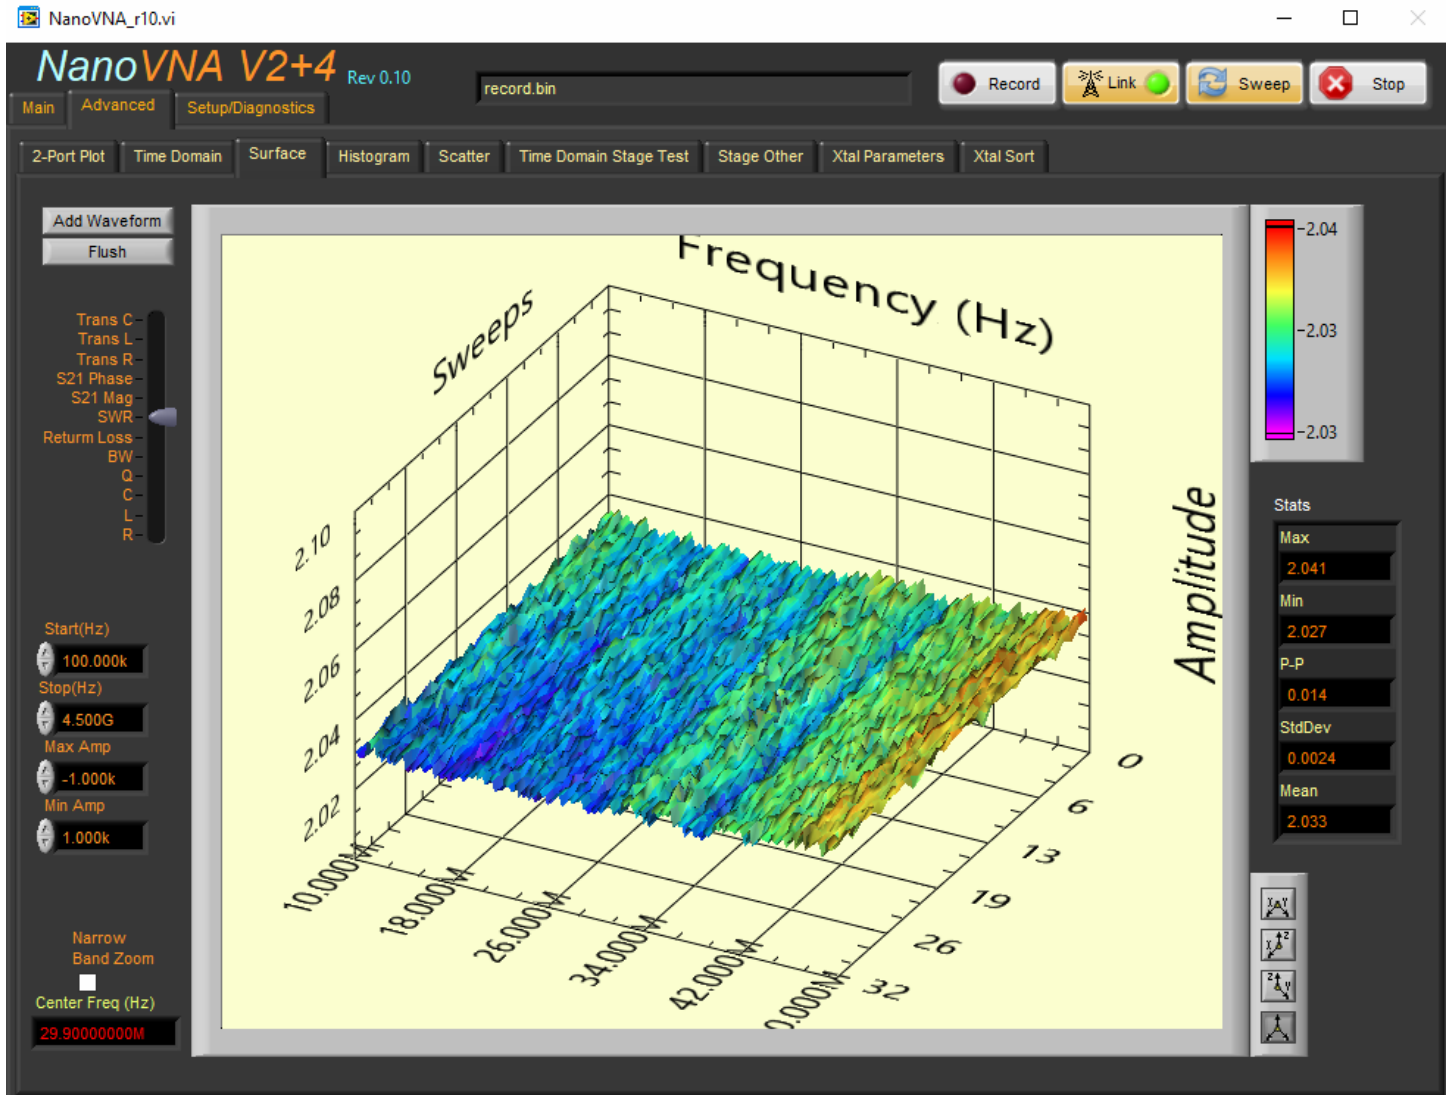 NanoVNA_r10.vi
NanoVNA V2+4 Rev 0.10
record.bin
Record
Link
Sweep
Stop
Main
Advanced
Setup/Diagnostics
2-Port Plot
Time Domain
Surface
Histogram
Scatter
Time Domain Stage Test
Stage Other
Xtal Parameters
Xtal Sort
Add Waveform
Flush
Trans C
Trans L
Trans R
S21 Phase
S21 Mag
SWR
Returm Loss
BW
Q
C
L
R
Start(Hz)
100.000k
Stop(Hz)
4.500G
Max Amp
-1.000k
Min Amp
1.000k
Narrow
Band Zoom
Center Freq (Hz)
29.90000000M
Frequency (Hz)
Sweeps
Amplitude
2.10
2.08
2.06
2.04
2.02
10.000M
18.000M
26.000M
34.000M
42.000M
0.000M
0
6
13
19
26
32
-2.04
-2.03
-2.03
Stats
Max
2.041
Min
2.027
P-P
0.014
StdDev
0.0024
Mean
2.033
X Y
X Z
Z Y